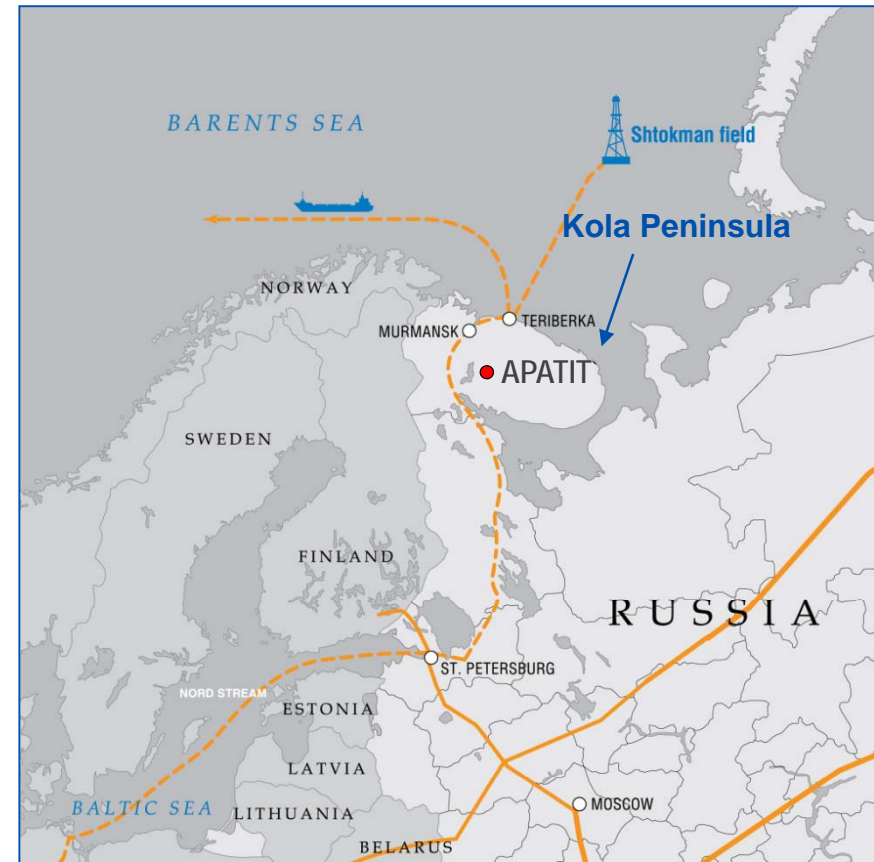 BARENTS SEA
Shtokman field
Kola Peninsula
NORWAY
TERIBERKA
MURMANSK
APATIT
SWEDEN
FINLAND
RUSSIA
ST. PETERSBURG
NORD STREAM
ESTONIA
LATVIA
BALTIC SEA
LITHUANIA
MOSCOW
BELARUS